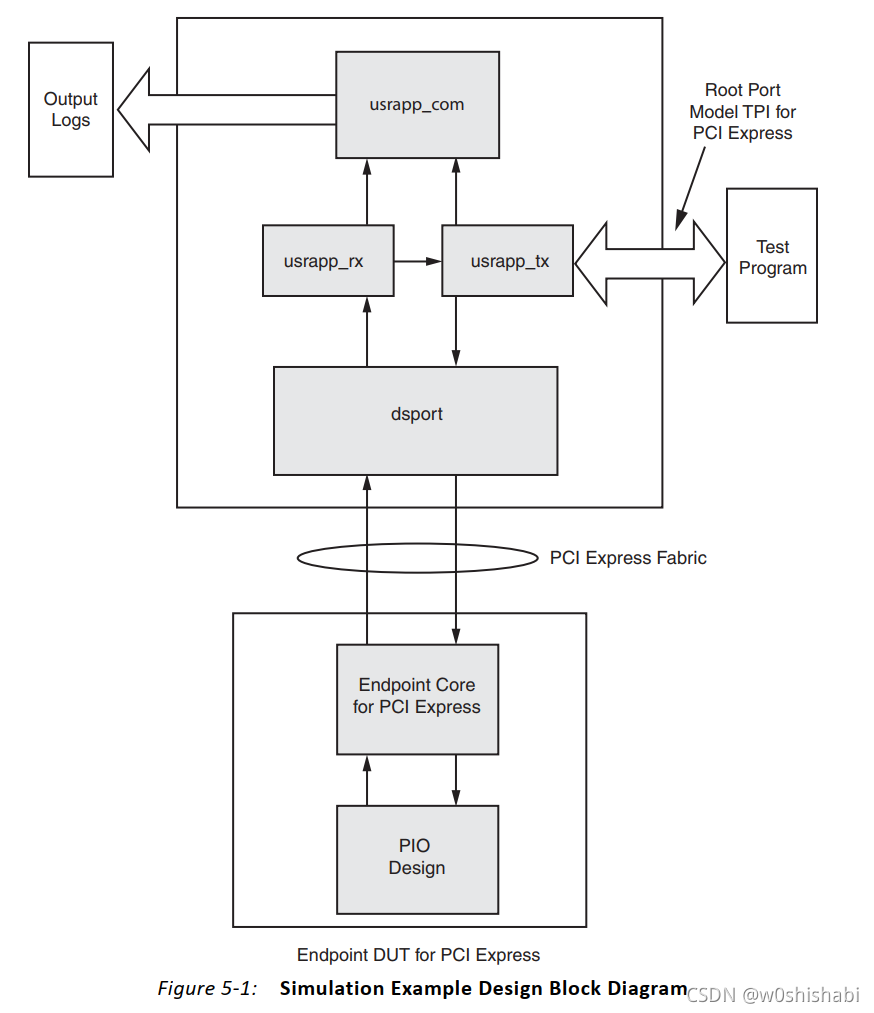 Output
Logs
usrapp_com
Root Port
Model TPI for
PCI Express
usrapp_rx
usrapp_tx
Test
Program
dsport
PCI Express Fabric
Endpoint Core
for PCI Express
PIO
Design
Endpoint DUT for PCI Express
Figure 5-1: Simulation Example Design Block Diagram
CSDN @w0shishabi